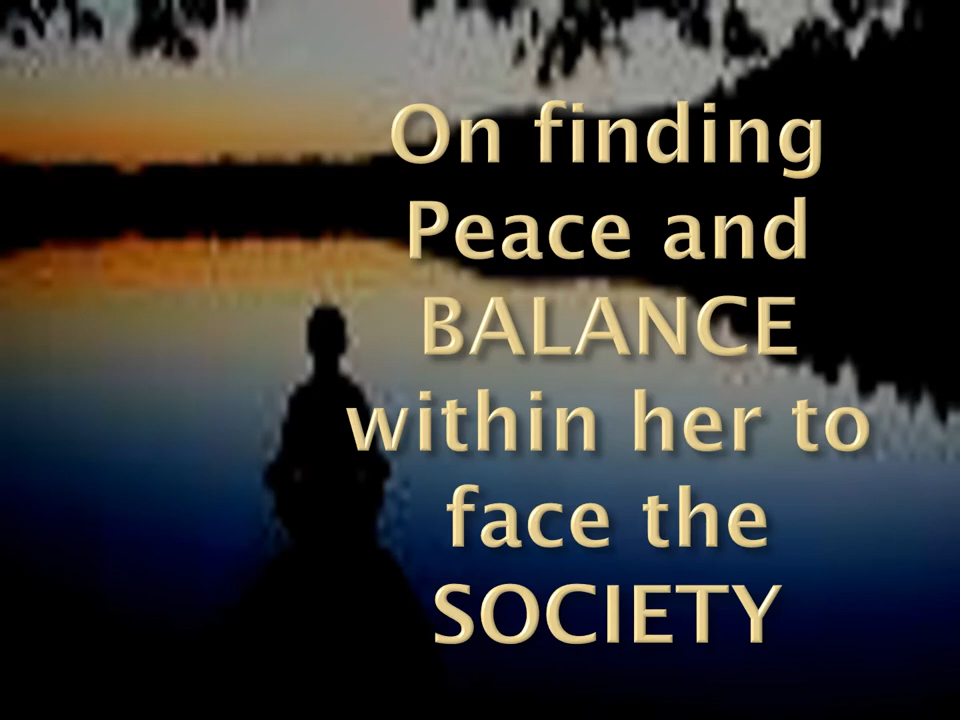 On finding
Peace and
BALANCE
within her to
face the
SOCIETY